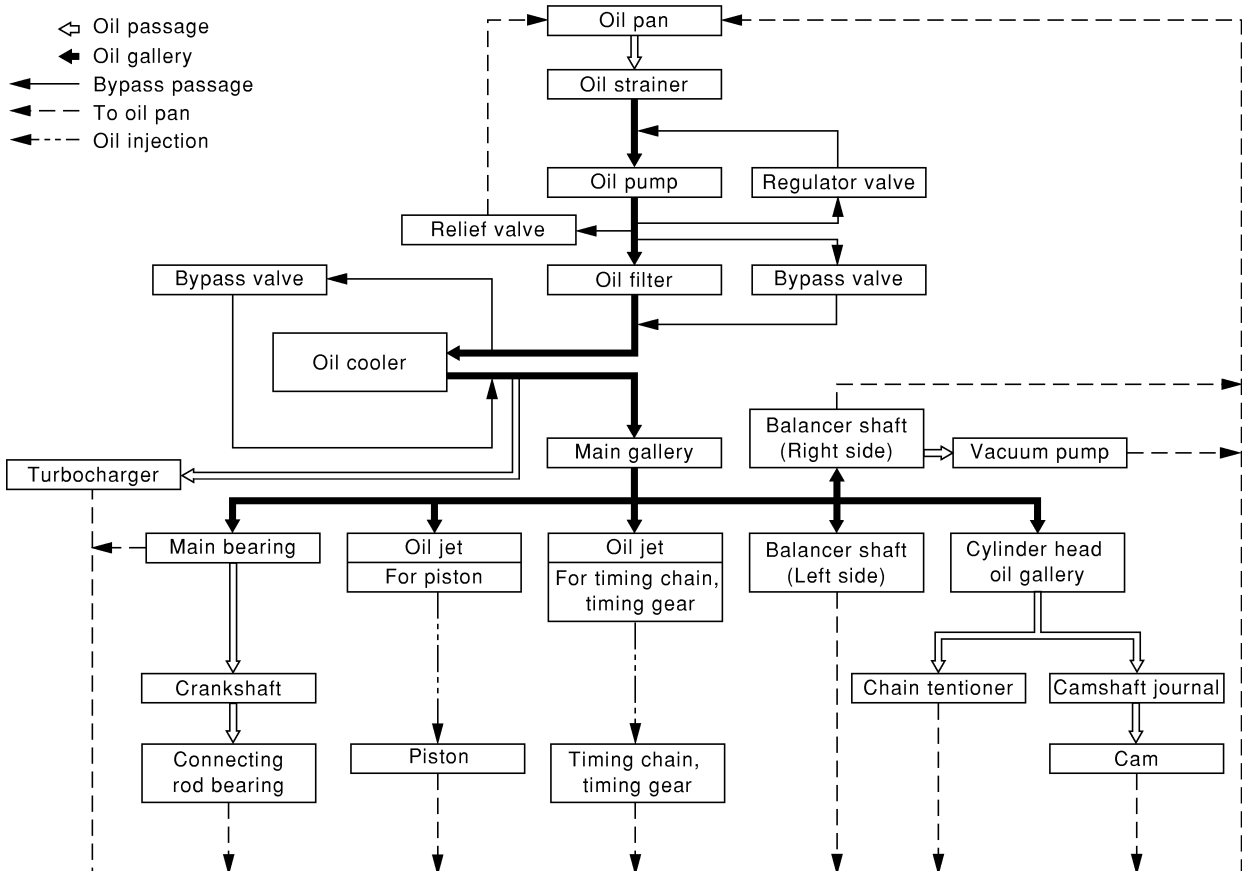 Oil passage
Oil gallery
Bypass passage
To oil pan
Oil injection
Oil pan
Oil strainer
Oil pump
Regulator valve
Relief valve
Bypass valve
Oil filter
Bypass valve
Oil cooler
Balancer shaft
(Right side)
Vacuum pump
Main gallery
Turbocharger
Main bearing
Oil jet
For piston
Oil jet
For timing chain,
timing gear
Balancer shaft
(Left side)
Cylinder head
oil gallery
Crankshaft
Chain tentioner
Camshaft journal
Connecting
rod bearing
Piston
Timing chain,
timing gear
Cam